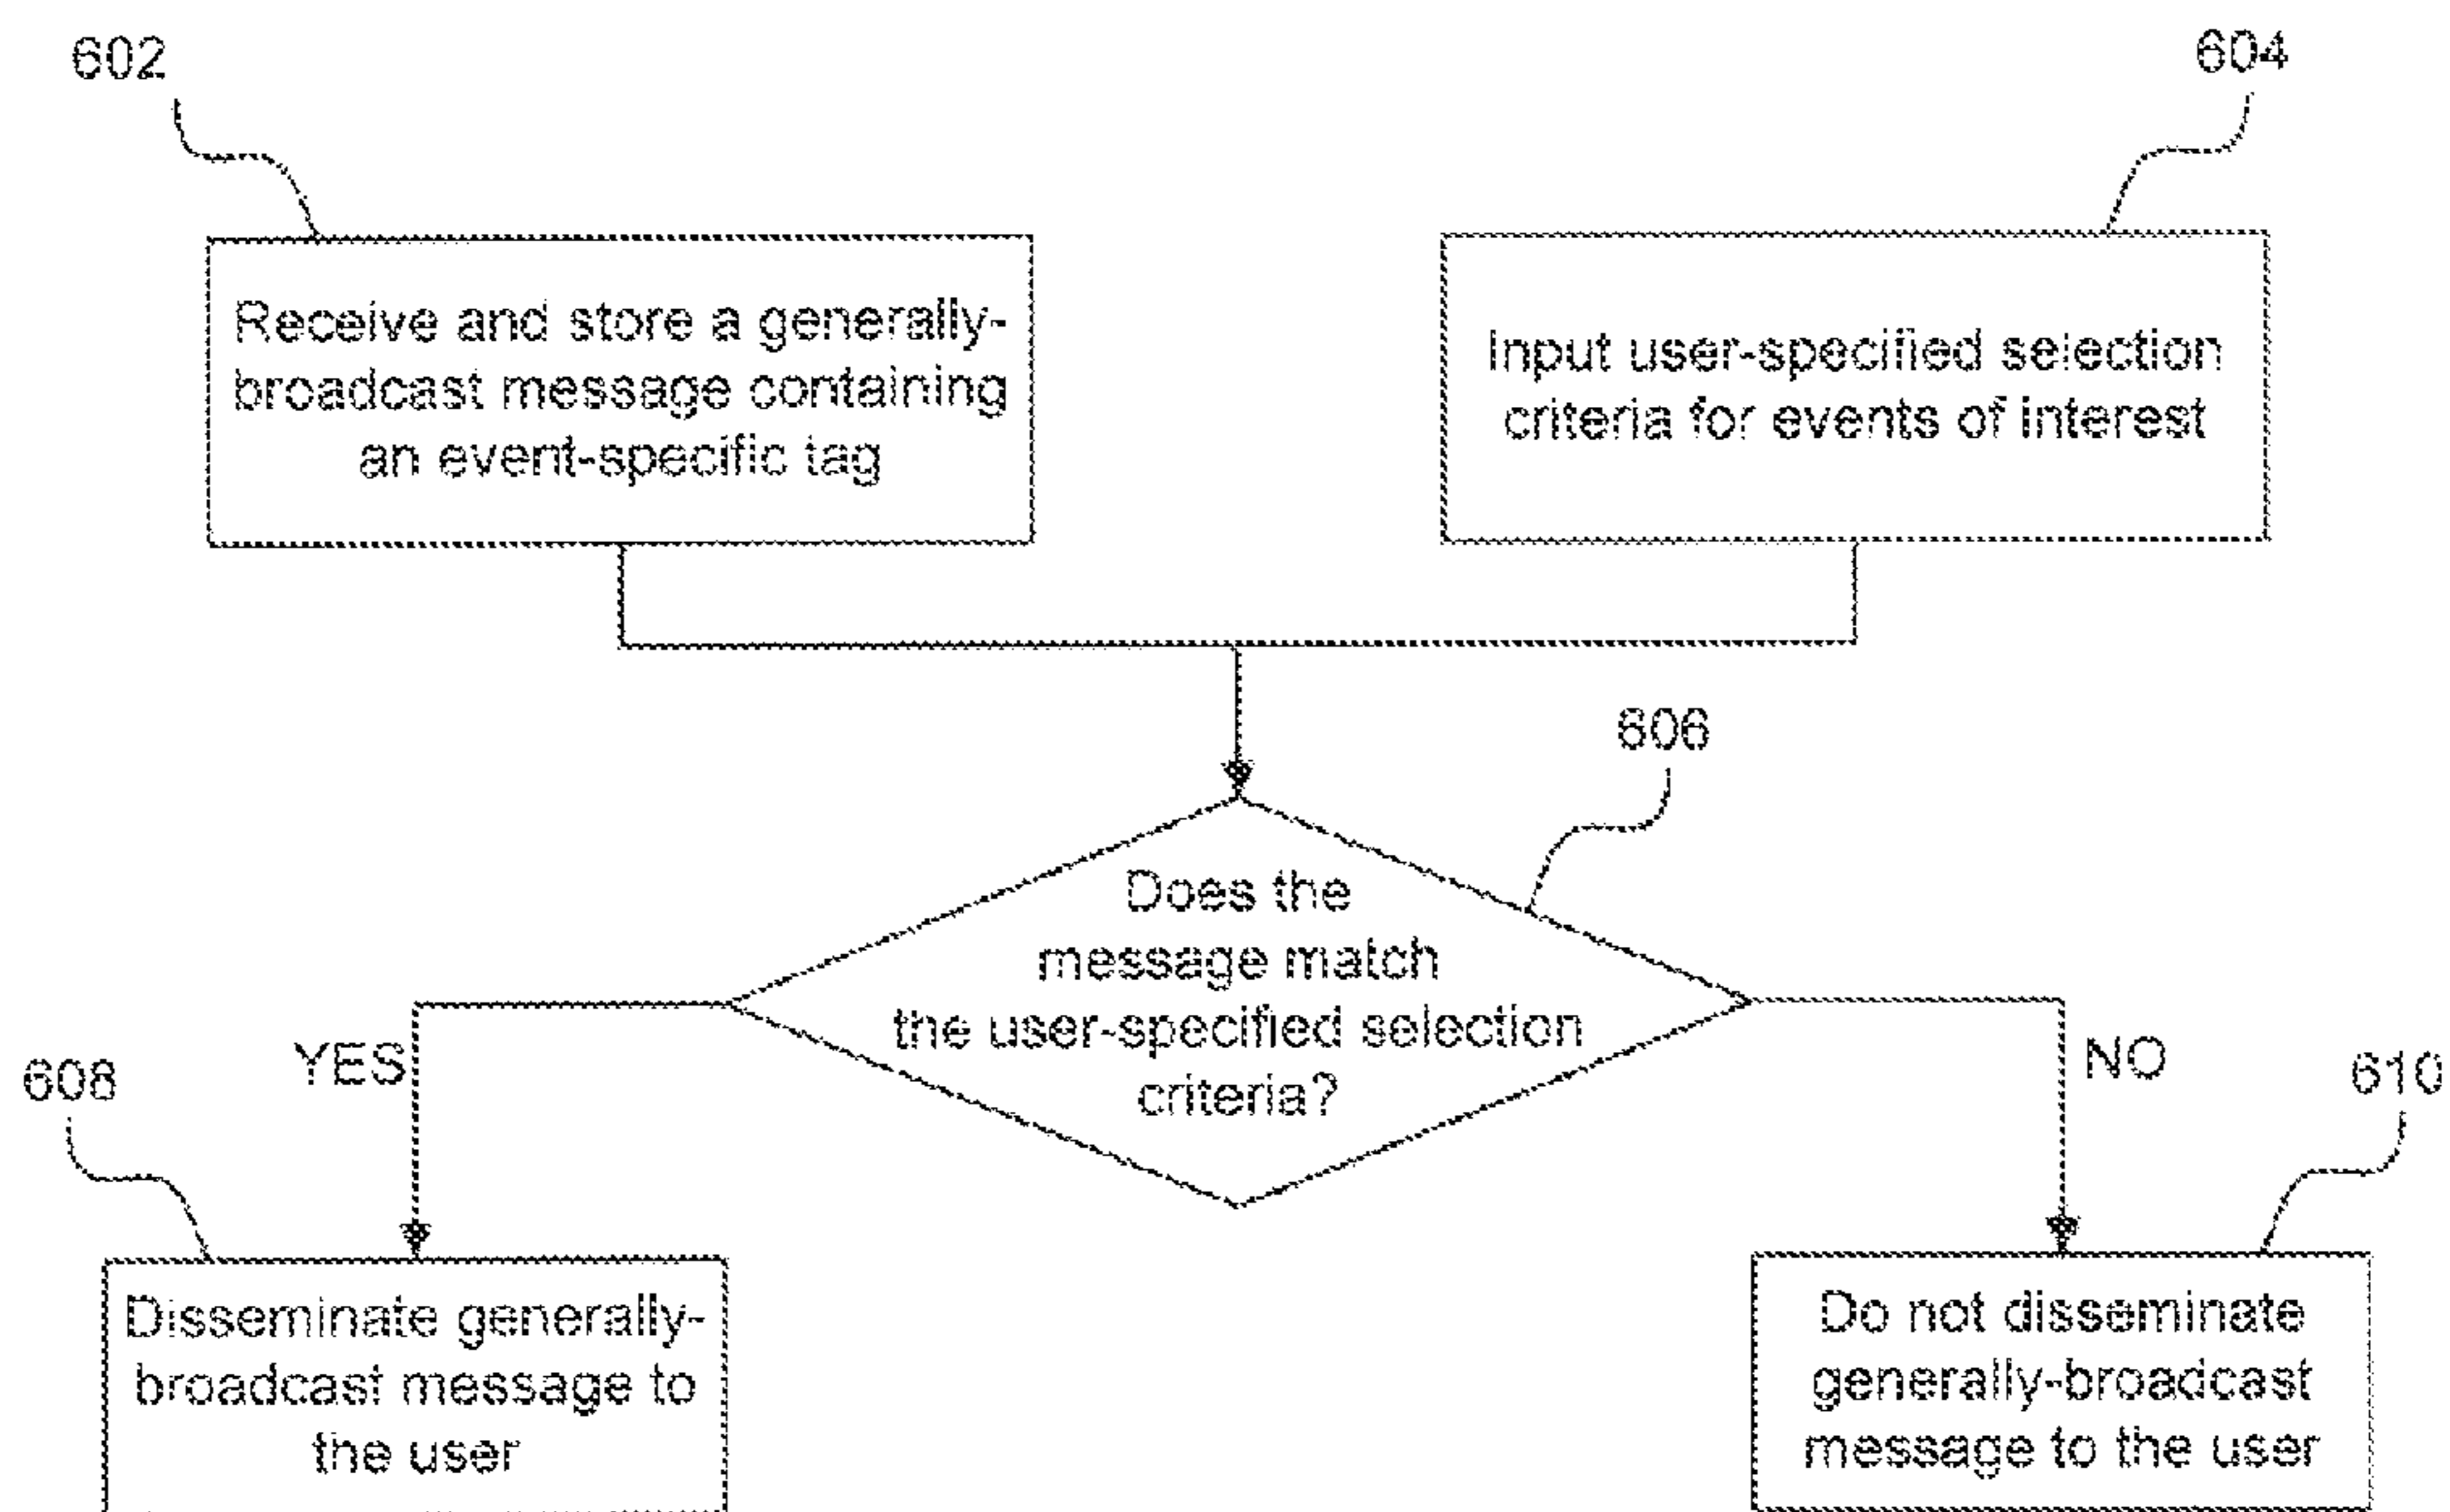 602
604
Receive and store a generally-
broadcast message containing
an event-specific tag
Input user-specified selection
criteria for events of interest
606
Does the
message match
the user-specified selection
criteria?
YES
NO
608
610
Disseminate generally-
broadcast message to
the user
Do not disseminate
generally-broadcast
message to the user